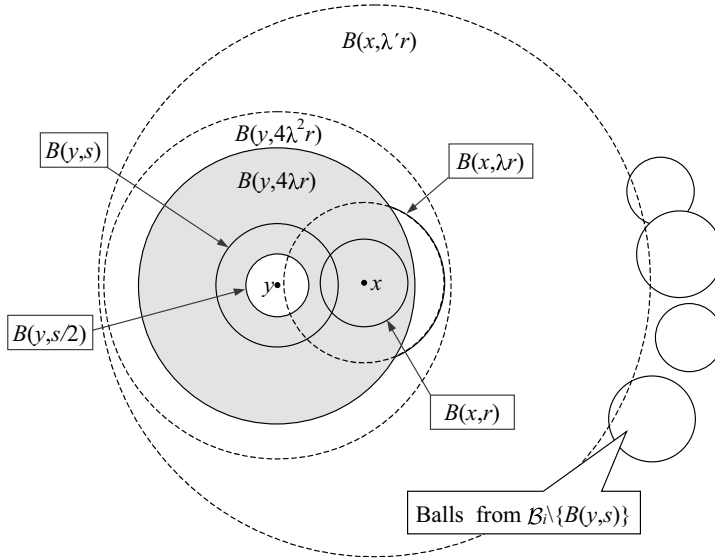 B(x,λ′r)
B(y,4λ²r)
B(y,s)
B(x,λr)
B(y,4λr)
y
x
B(y,s/2)
B(x,r)
Balls from ℬᵢ\{B(y,s)}